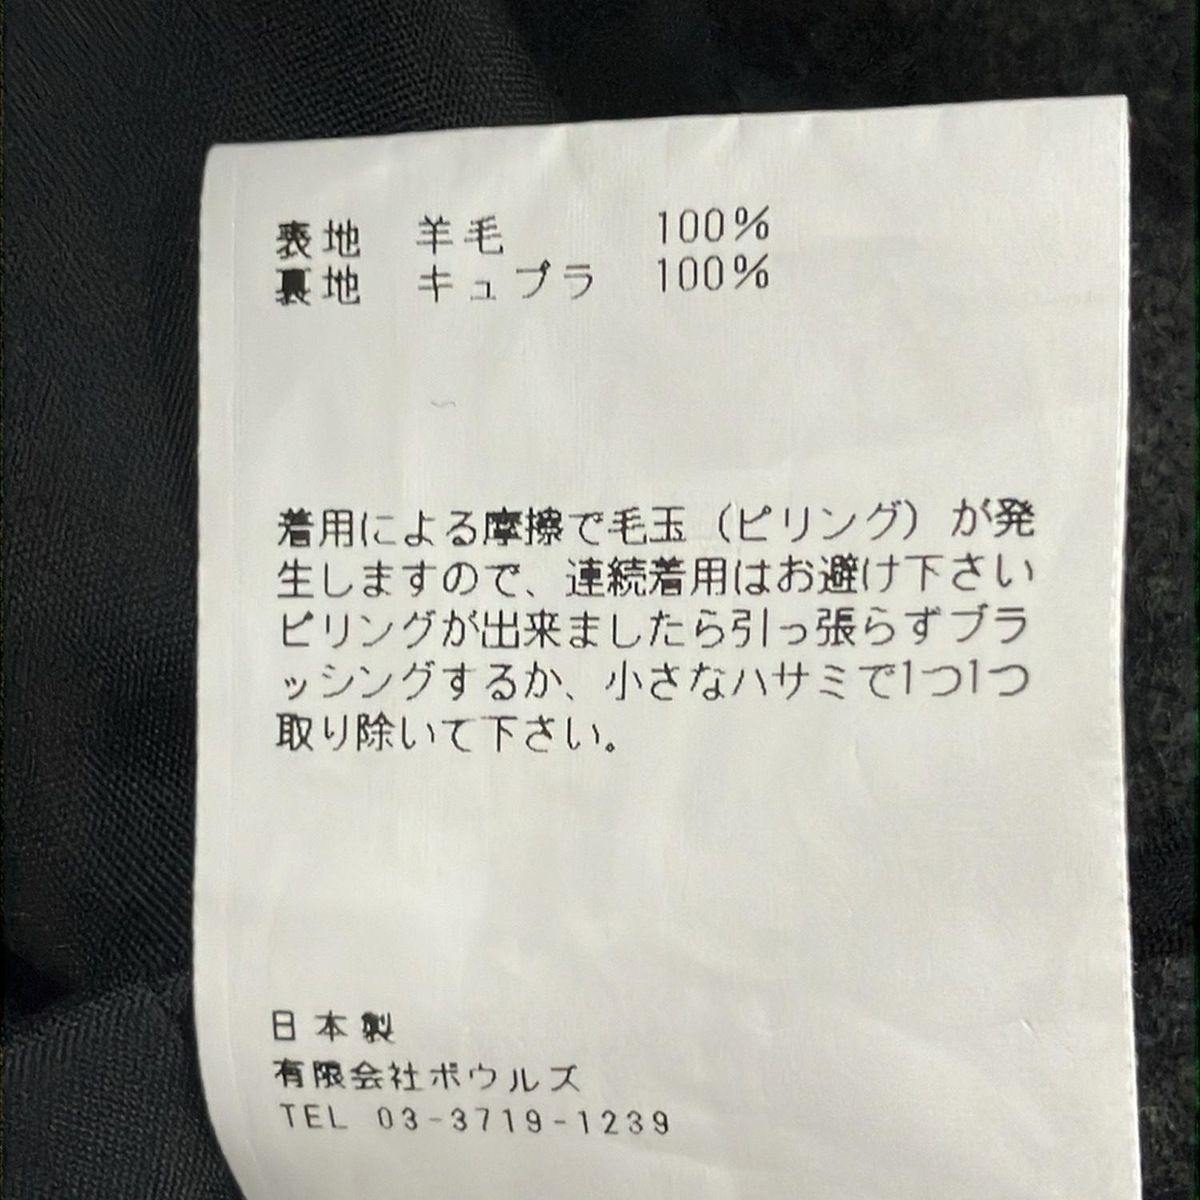 表地 羊毛 100%
裏地 キュプラ 100%
着用による摩擦で毛玉（ピリング）が発
生しますので、連続着用はお避け下さい
ピリングが出来ましたら引っ張らずブラ
ッシングするか、小さなハサミで1つ1つ
取り除いて下さい。
日本製
有限会社ボウルズ
TEL 03-3719-1239